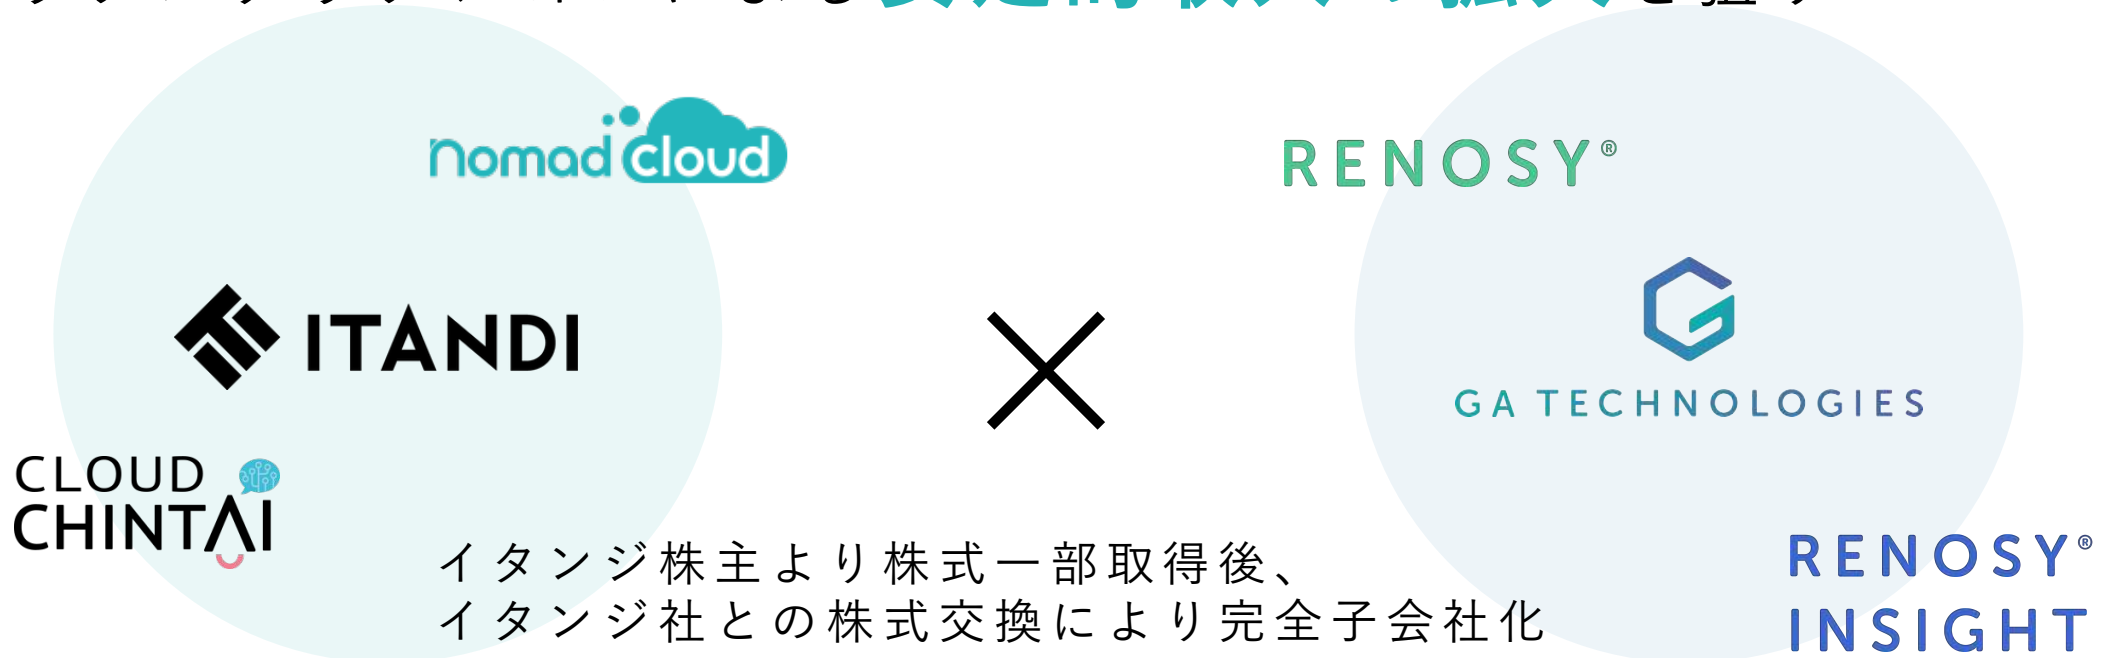 nomad cloud
RENOSY®
ITANDI
GA TECHNOLOGIES
CLOUD
CHINTAI
イタンジ株主より株式一部取得後、
イタンジ社との株式交換により完全子会社化
RENOSY®
INSIGHT